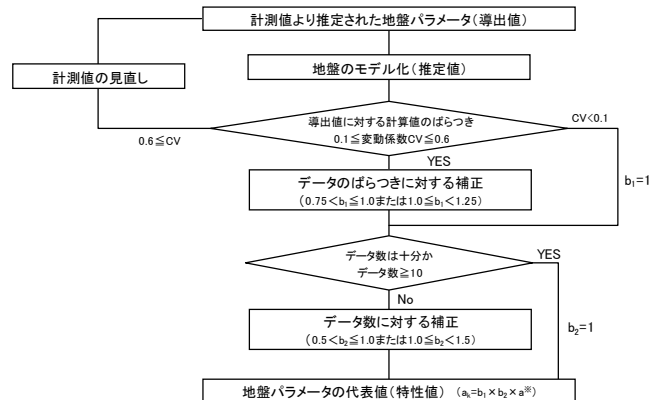 計測値より推定された地盤パラメータ(導出値)
計測値の見直し
地盤のモデル化(推定値)
導出値に対する計算値のばらつき
0.1≦変動係数CV≦0.6
CV<0.1
0.6≦CV
YES
データのばらつきに対する補正
(0.75<b₁≦1.0または1.0≦b₁<1.25)
b₁=1
データ数は十分か
データ数≧10
YES
No
データ数に対する補正
(0.5<b₂≦1.0または1.0≦b₂<1.5)
b₂=1
地盤パラメータの代表値(特性値) (aₖ=b₁×b₂×a※)